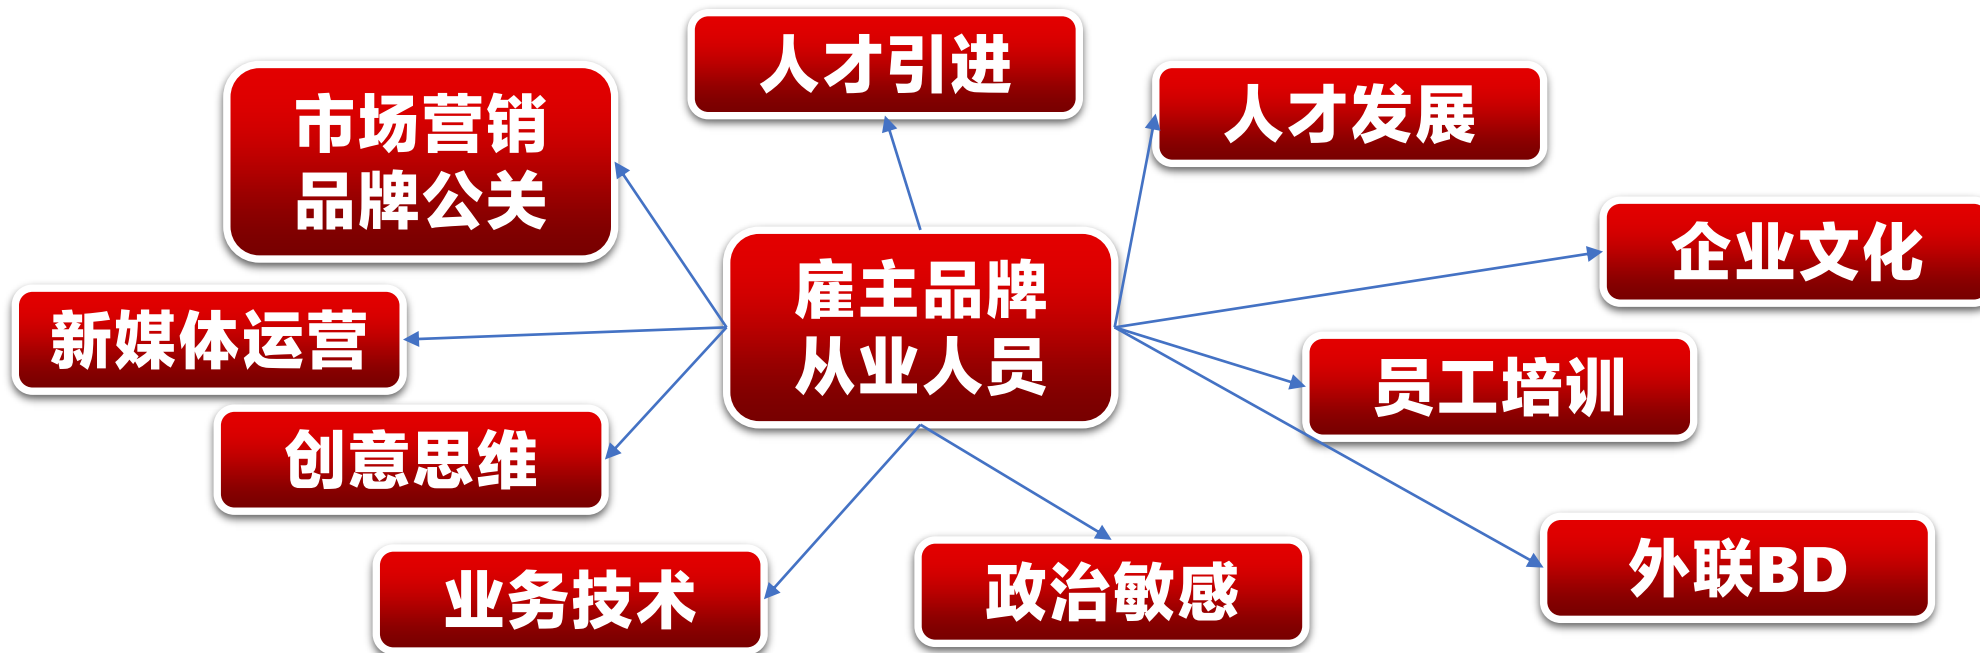 人才引进
市场营销
品牌公关
人才发展
企业文化
雇主品牌
从业人员
新媒体运营
员工培训
创意思维
外联BD
业务技术
政治敏感